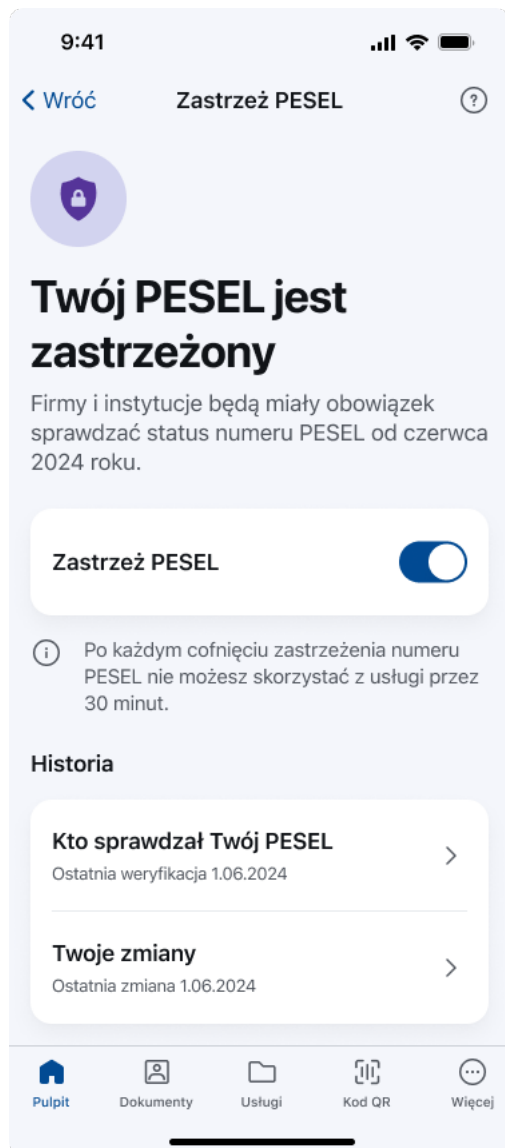 9:41
Wróć
Zastrzeż PESEL
?
Twój PESEL jest
zastrzeżony
Firmy i instytucje będą miały obowiązek
sprawdzać status numeru PESEL od czerwca
2024 roku.
Zastrzeż PESEL
Po każdym cofnięciu zastrzeżenia numeru
PESEL nie możesz skorzystać z usługi przez
30 minut.
Historia
Kto sprawdzał Twój PESEL
Ostatnia weryfikacja 1.06.2024
Twoje zmiany
Ostatnia zmiana 1.06.2024
Pulpit Dokumenty Usługi Kod QR Więcej